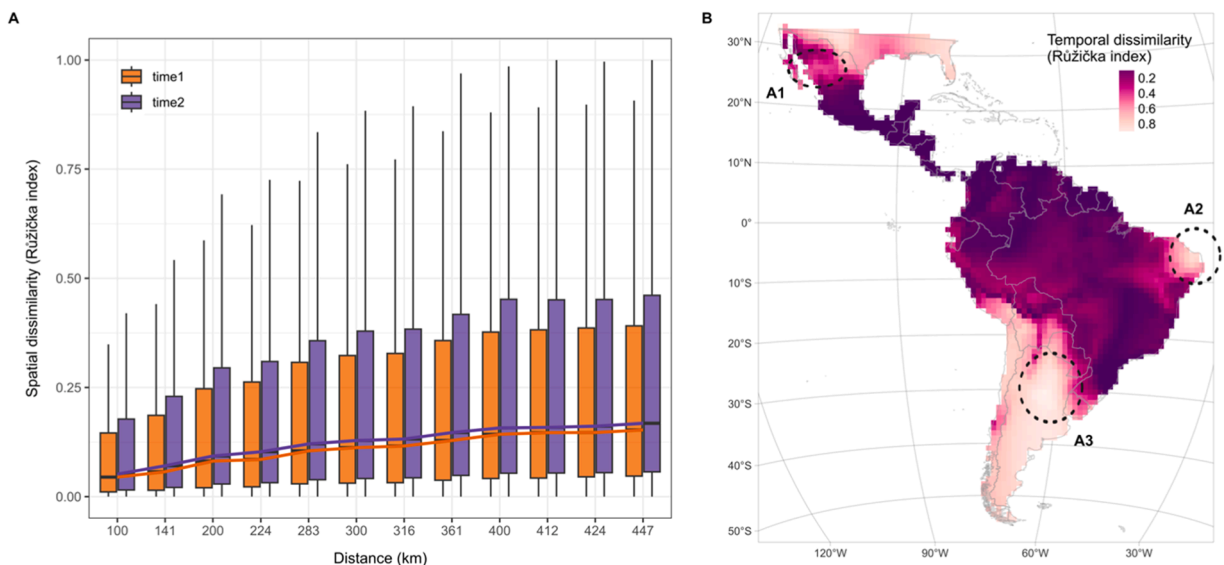 A
Spatial dissimilarity (Růžička index)
1.00
0.75
0.50
0.25
0.00
time1
time2
100 141 200 224 283 300 316 361 400 412 424 447
Distance (km)
B
Temporal dissimilarity
(Růžička index)
0.2
0.4
0.6
0.8
30°N
20°N
10°N
0°
10°S
20°S
30°S
40°S
50°S
A1
A2
A3
120°W 90°W 60°W 30°W